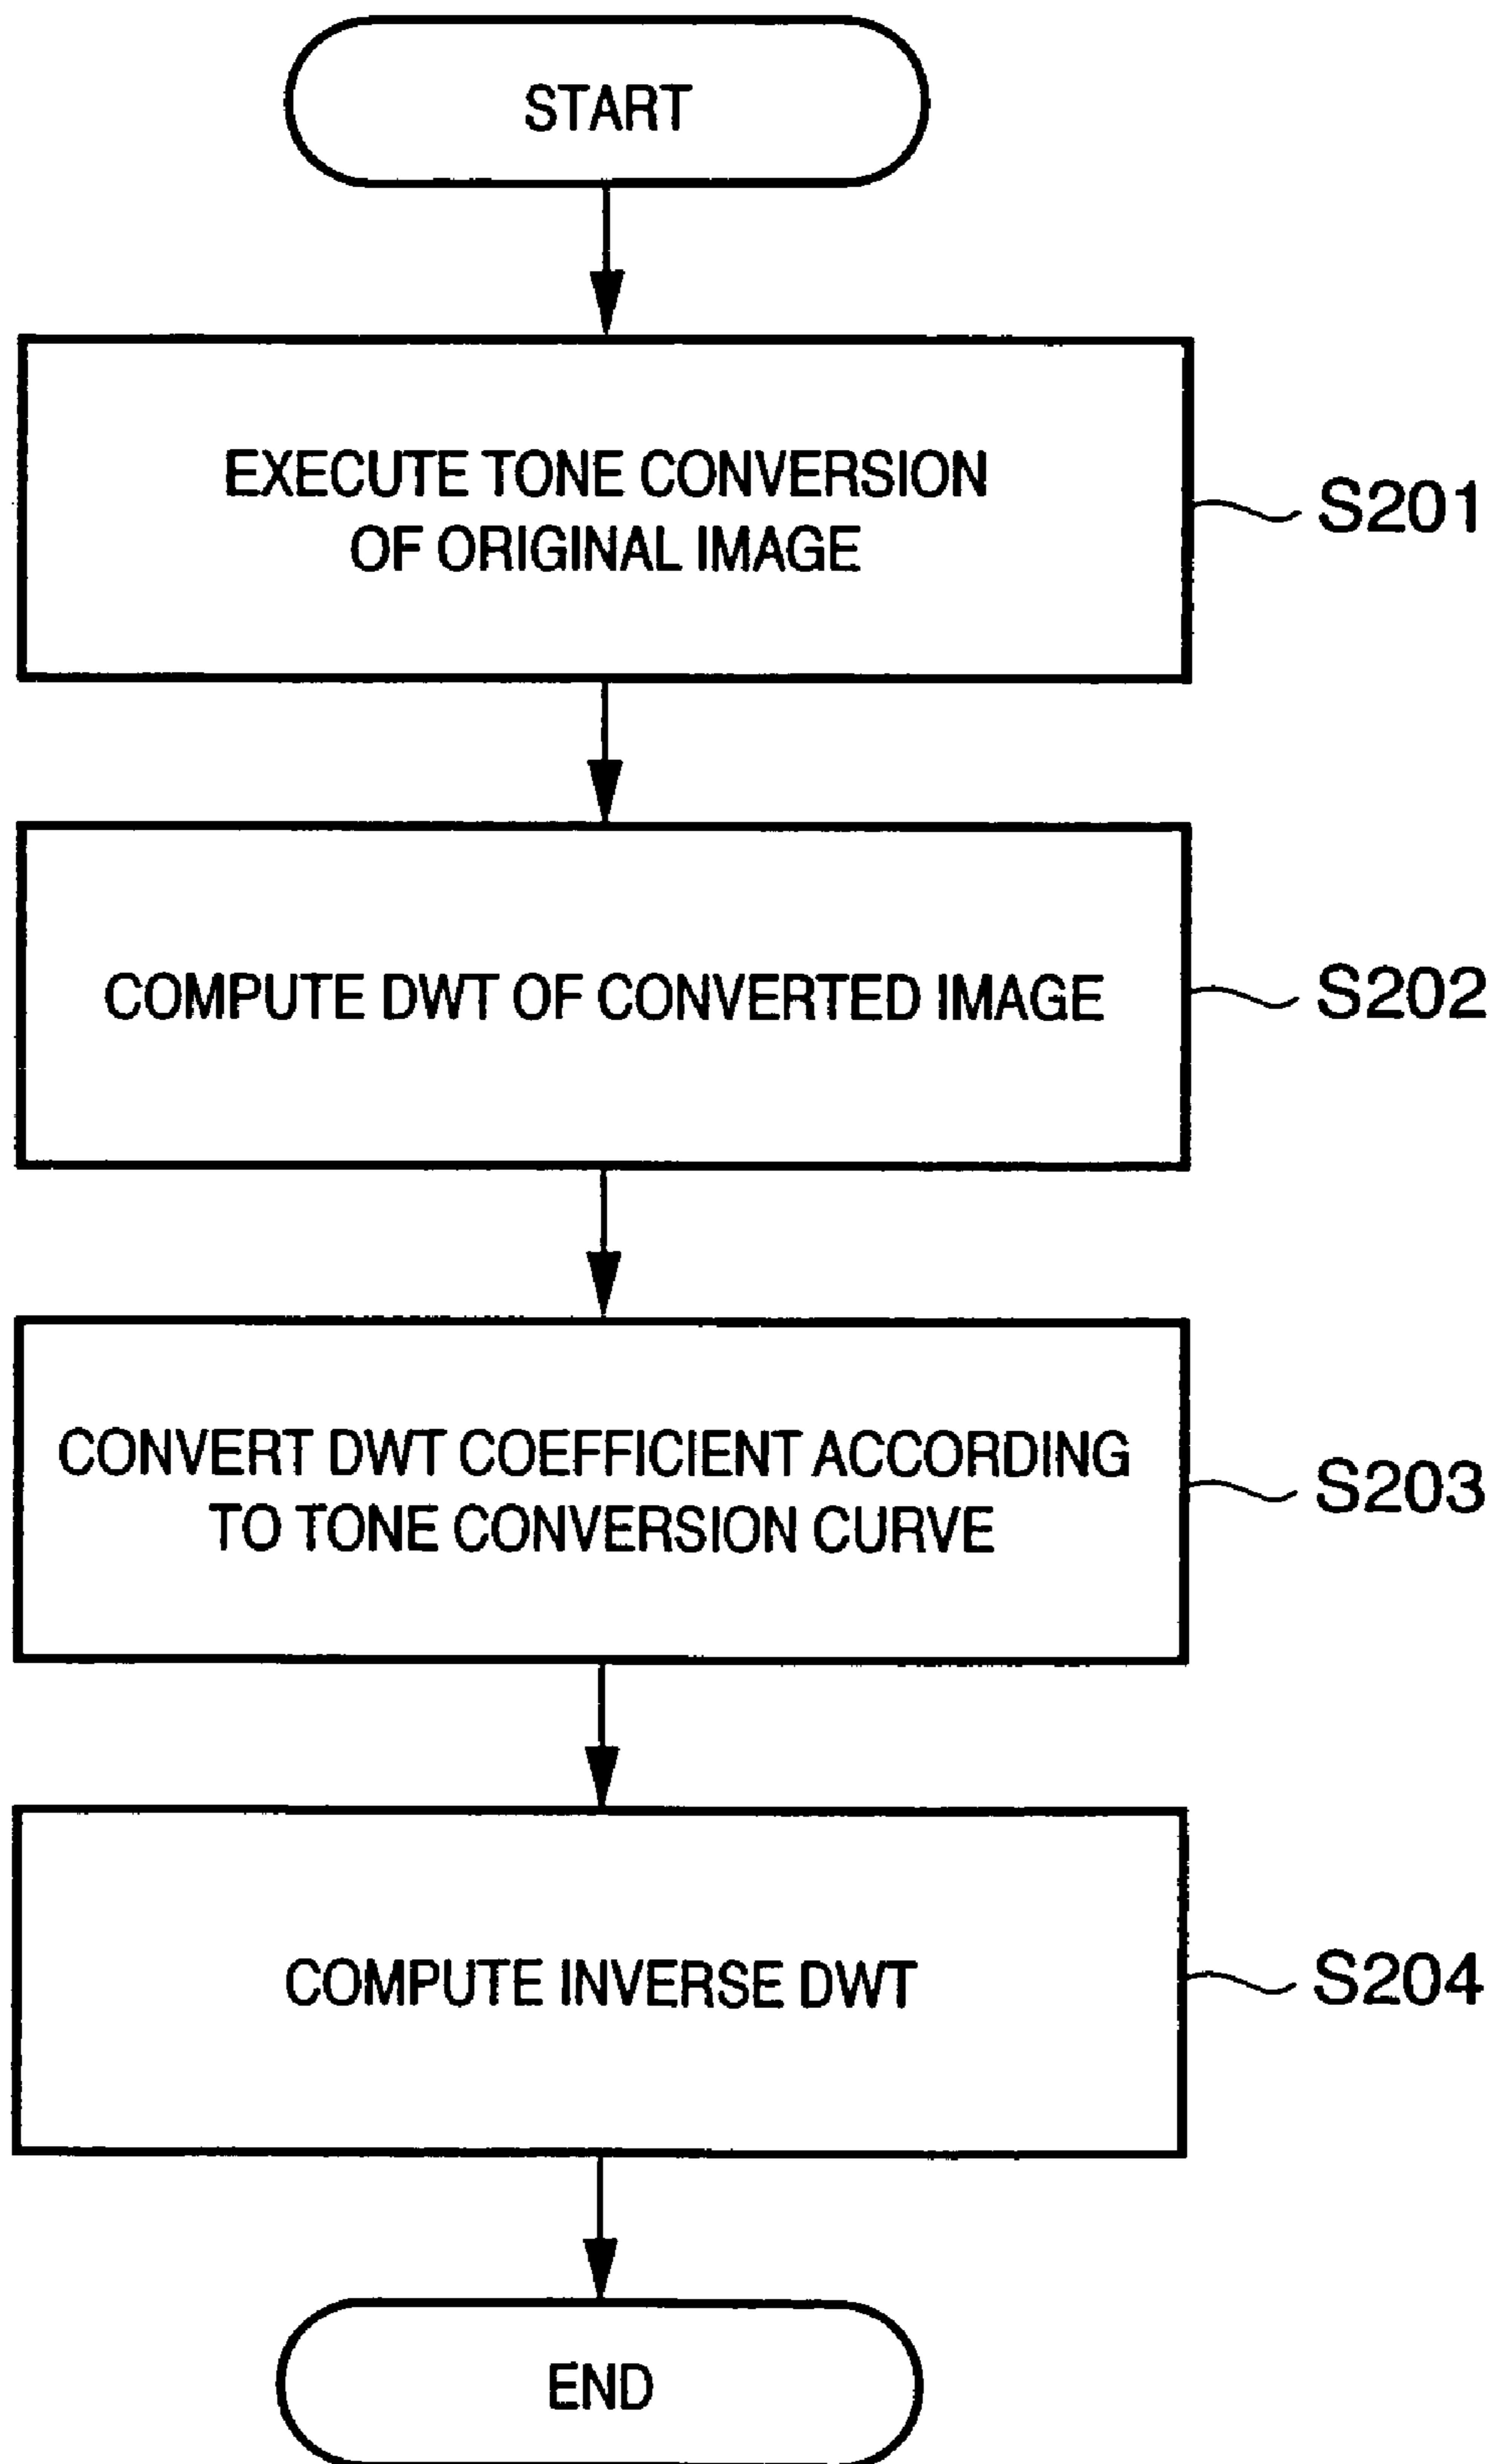 START
EXECUTE TONE CONVERSION
OF ORIGINAL IMAGE
S201
COMPUTE DWT OF CONVERTED IMAGE
S202
CONVERT DWT COEFFICIENT ACCORDING
TO TONE CONVERSION CURVE
S203
COMPUTE INVERSE DWT
S204
END